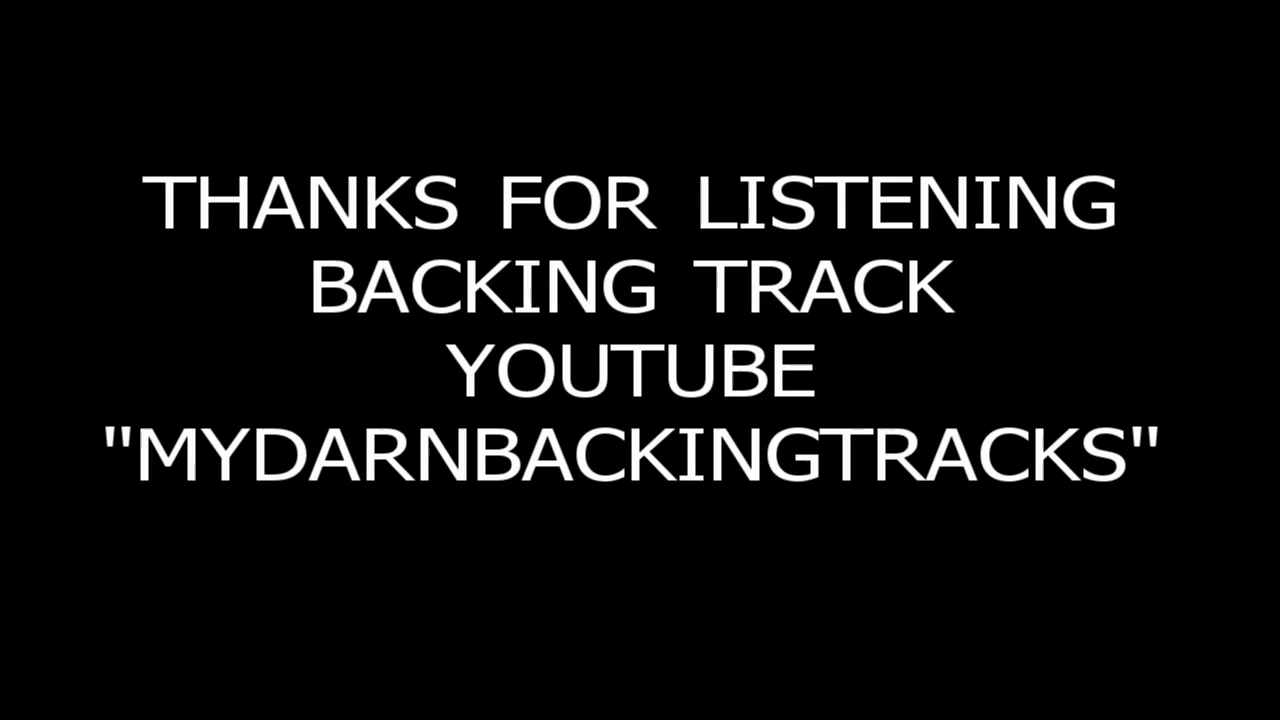 THANKS FOR LISTENING
BACKING TRACK
YOUTUBE
"MYDARNBACKINGTRACKS"